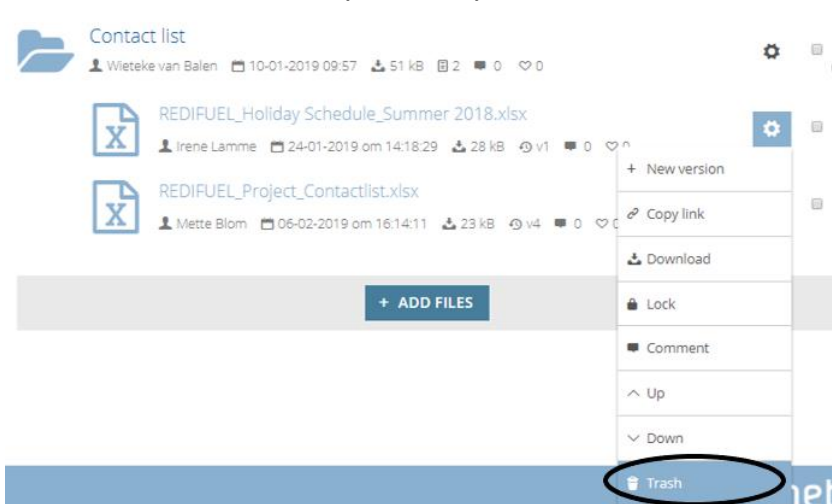 Contact list
Wieteke van Balen 10-01-2019 09:57 51 kB 2 0 0
REDIFUEL_Holiday Schedule_Summer 2018.xlsx
Irene Lamme 24-01-2019 om 14:18:29 28 kB v1 0
+ New version
REDIFUEL_Project_Contactlist.xlsx
Mette Blom 06-02-2019 om 16:14:11 23 kB v4 0
Copy link
Download
+ ADD FILES
Lock
Comment
Up
Down
Trash